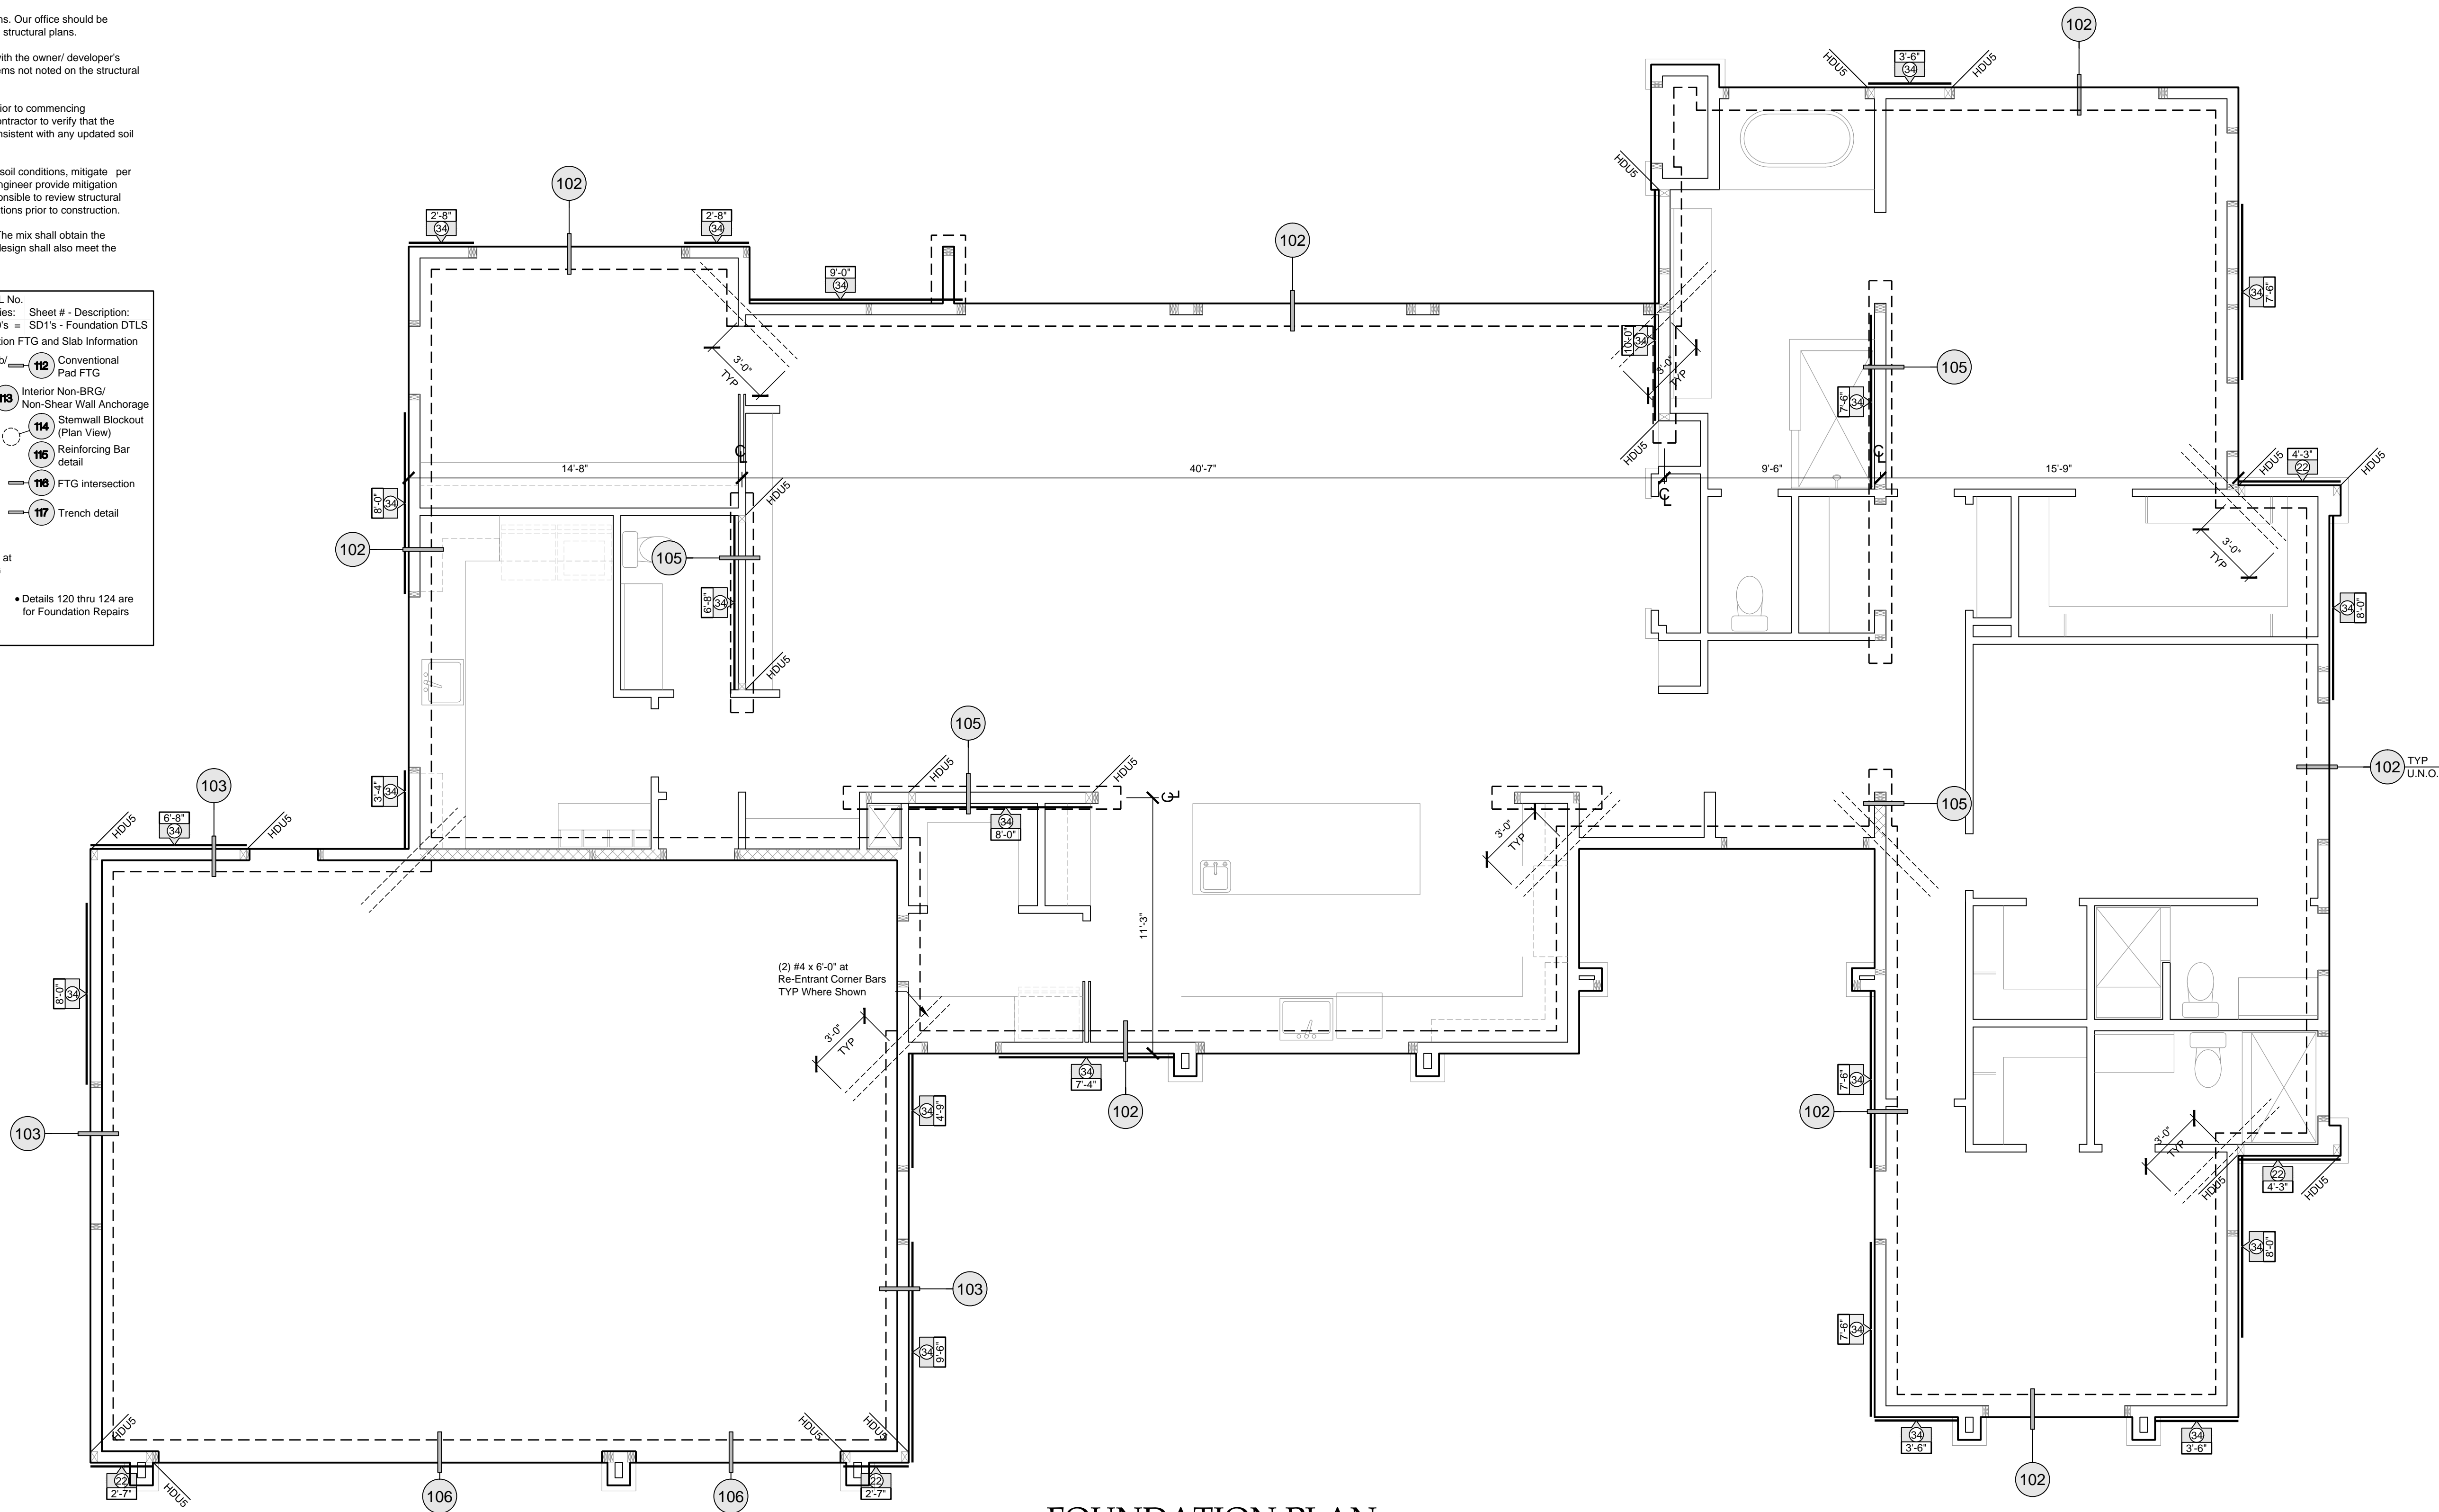 ns. Our office should be
structural plans.
with the owner/ developer's
ems not noted on the structural
ior to commencing
ontractor to verify that the
nsistent with any updated soil
soil conditions, mitigate per
ngineer provide mitigation
onsible to review structural
tions prior to construction.
The mix shall obtain the
design shall also meet the
L No.
ies: Sheet # - Description:
0's = SD1's - Foundation DTLS
tion FTG and Slab Information
b/ 112 Conventional
Pad FTG
113 Interior Non-BRG/
Non-Shear Wall Anchorage
114 Stemwall Blockout
(Plan View)
115 Reinforcing Bar
detail
116 FTG intersection
117 Trench detail
at
• Details 120 thru 124 are
for Foundation Repairs
102
3'-6"
34
HDU5
HDU5
102
HDU5
2'-8"
34
2'-8"
34
102
9'-0"
34
34
7'-6"
10'-0"
34
3'-0"
TYP
3'-0"
TYP
105
7'-6"
34
HDU5
CL
CL
CL
14'-8"
40'-7"
9'-6"
15'-9"
HDU5
4'-3"
22
HDU5
8'-0"
34
HDU5
102
105
3'-0"
TYP
6'-8"
34
34
8'-0"
HDU5
105
HDU5
HDU5
102
TYP
U.N.O.
103
3'-4"
34
CL
105
6'-8"
34
HDU5
HDU5
34
8'-0"
3'-0"
TYP
11'-3"
(2) #4 x 6'-0" at
Re-Entrant Corner Bars
TYP Where Shown
8'-0"
34
3'-0"
TYP
34
7'-4"
34
4'-9"
102
7'-6"
34
102
103
3'-0"
TYP
HDU5
22
4'-3"
HDU5
34
8'-0"
103
7'-6"
34
34
9'-6"
HDU5
HDU5
HDU5
34
3'-6"
34
3'-6"
22
2'-7"
HDU5
106
106
22
2'-7"
102
FOUNDATION PLAN